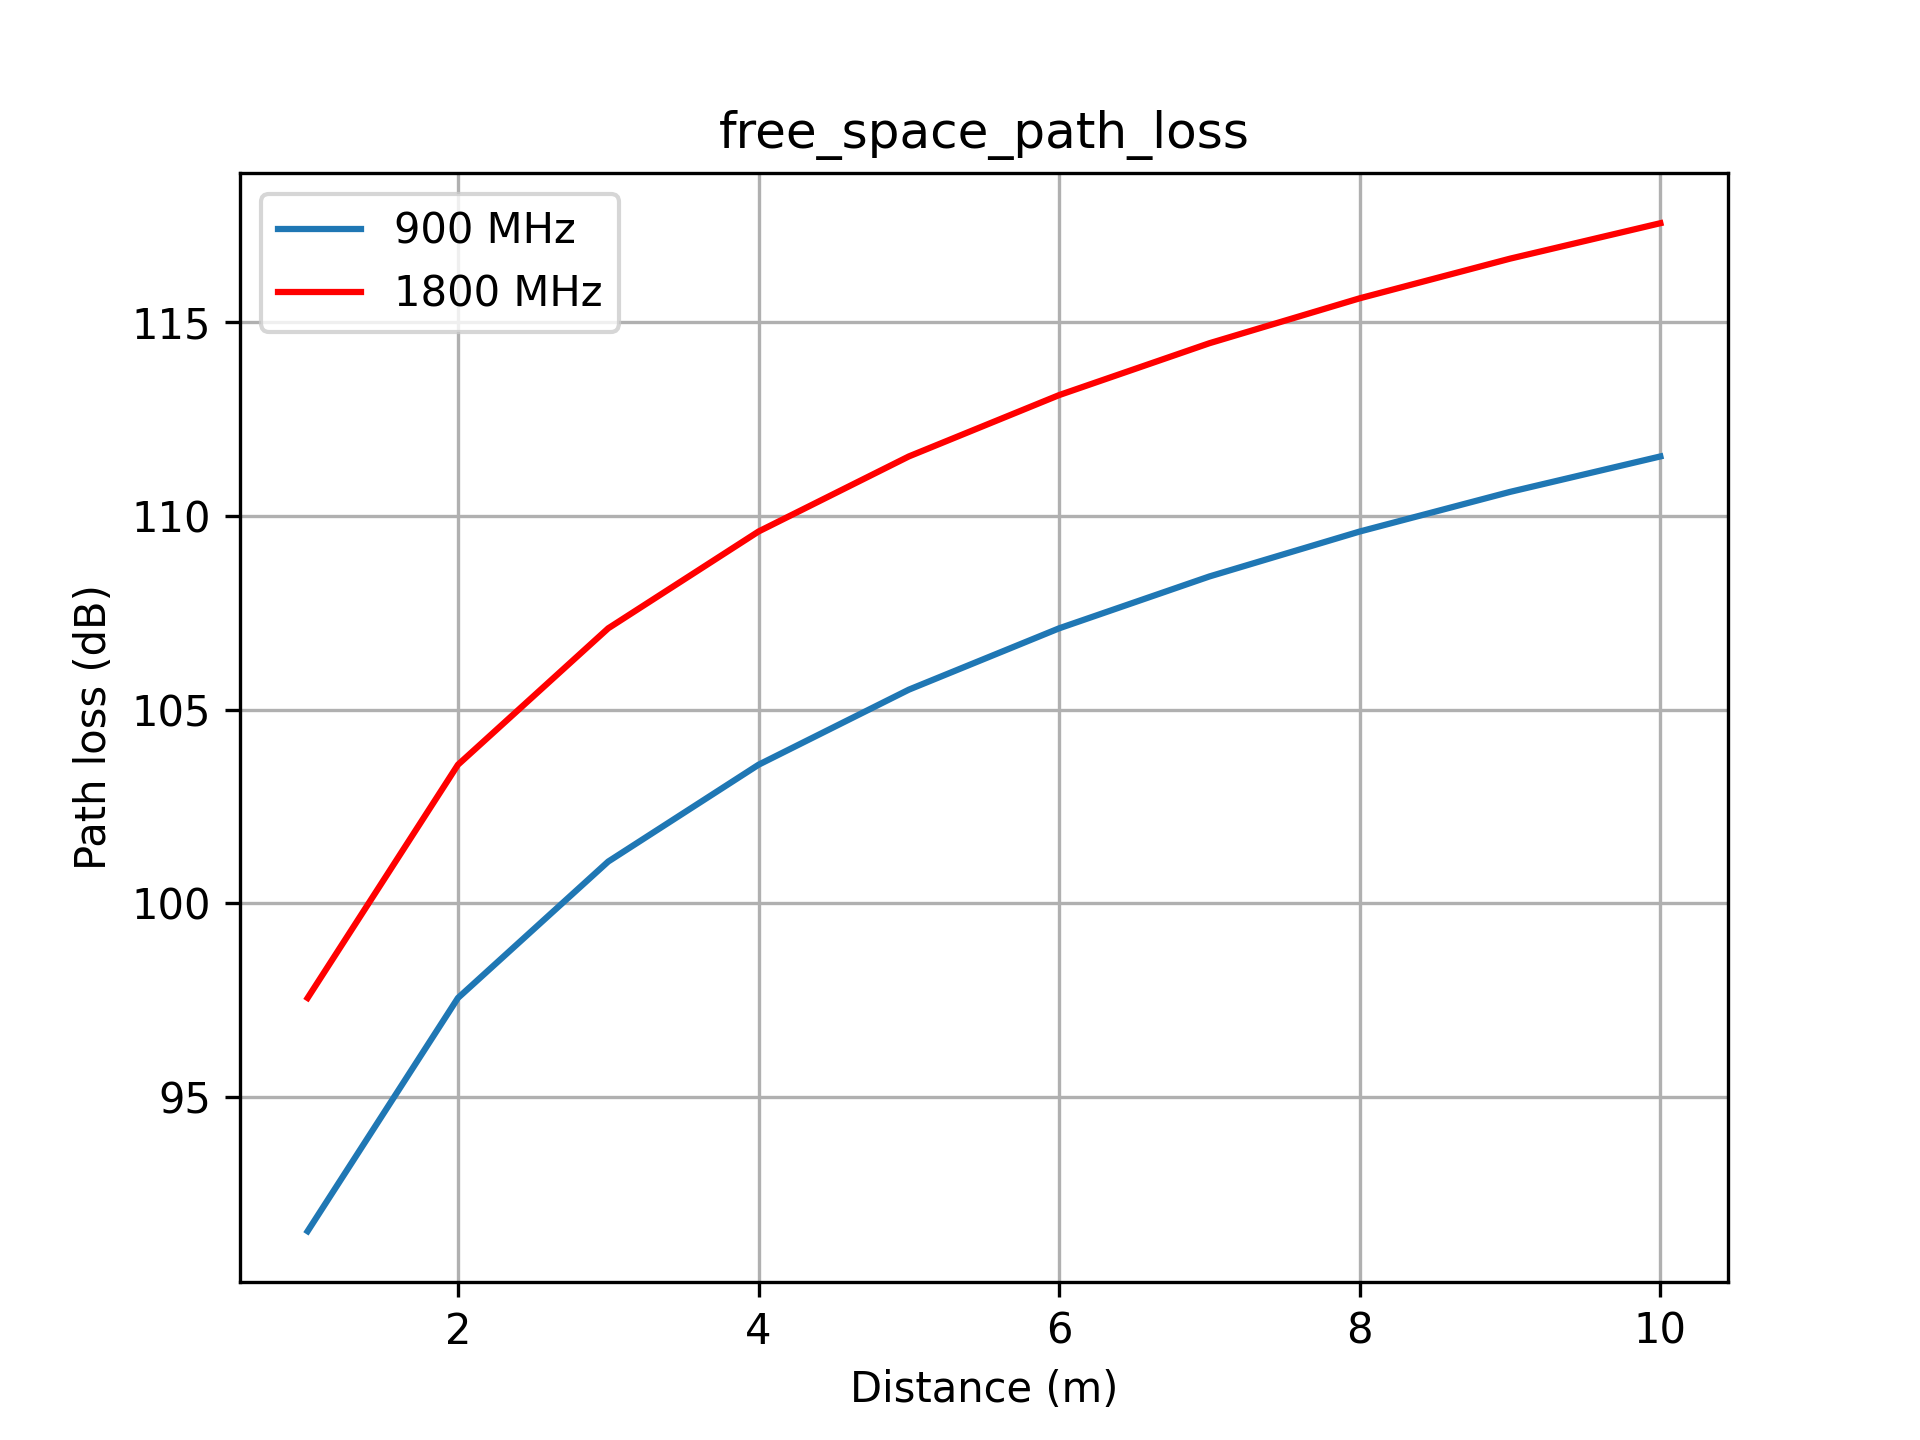 free_space_path_loss
900 MHz
1800 MHz
115
110
105
100
95
Path loss (dB)
2 4 6 8 10
Distance (m)